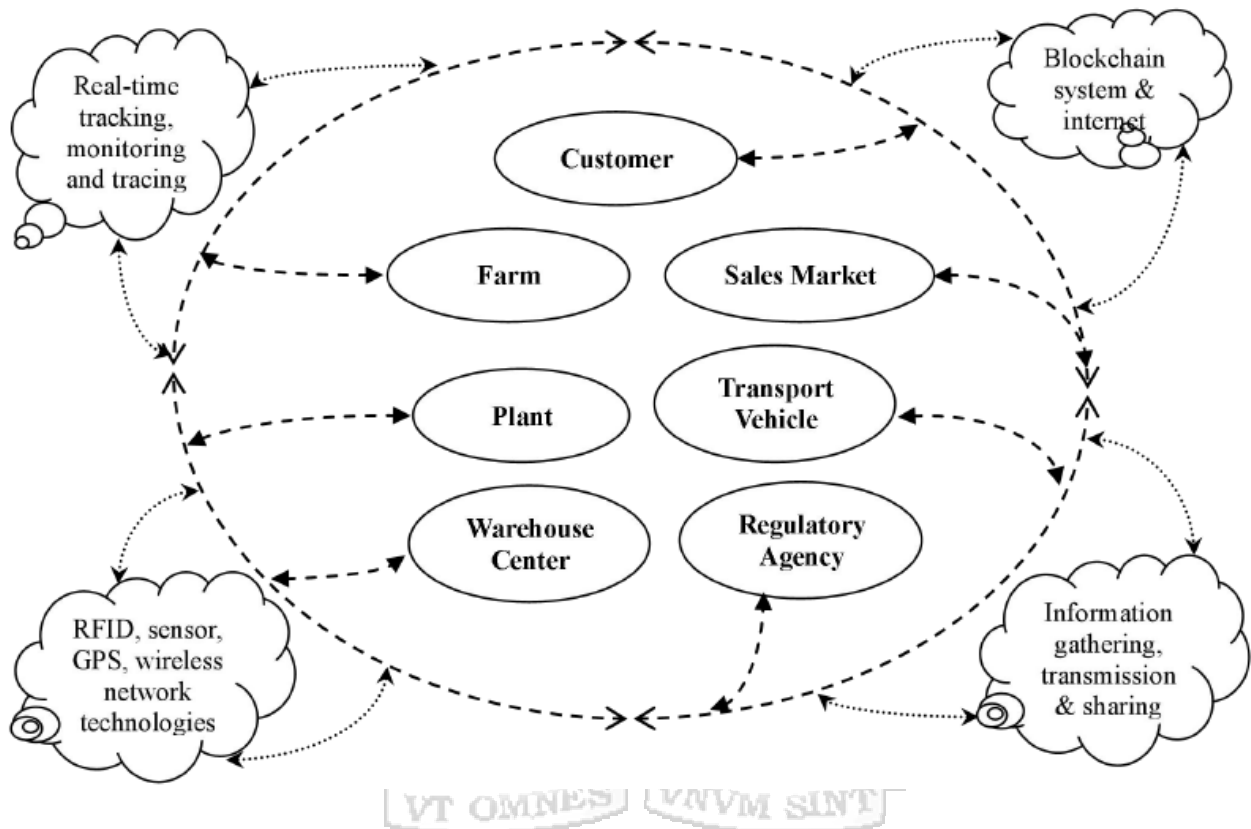 Real-time
tracking,
monitoring
and tracing
Blockchain
system &
internet
Customer
Farm
Sales Market
Plant
Transport
Vehicle
Warehouse
Center
Regulatory
Agency
RFID, sensor,
GPS, wireless
network
technologies
Information
gathering,
transmission
& sharing
VT OMNES VNVM SINT